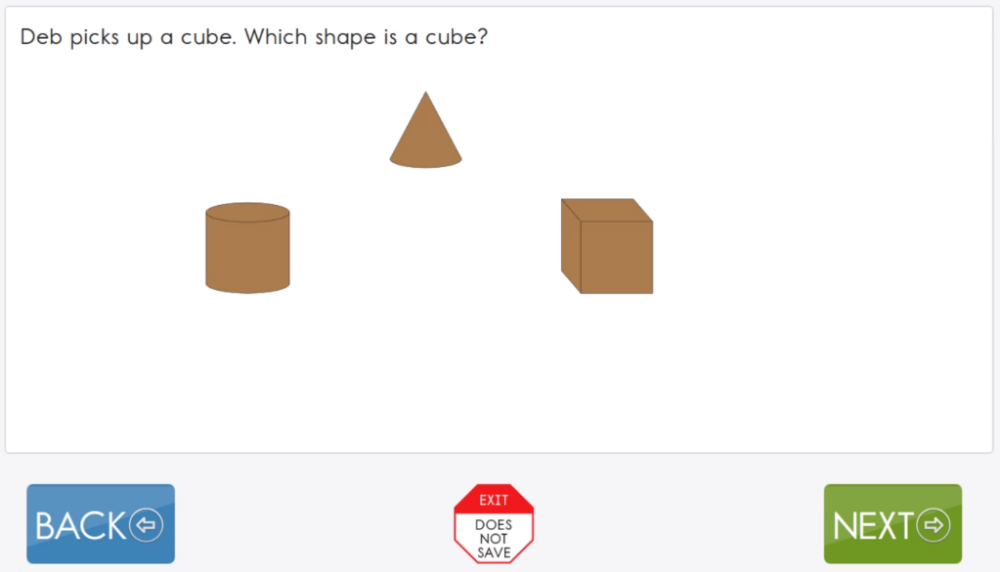 Deb picks up a cube. Which shape is a cube?
BACK
EXIT
DOES
NOT
SAVE
NEXT